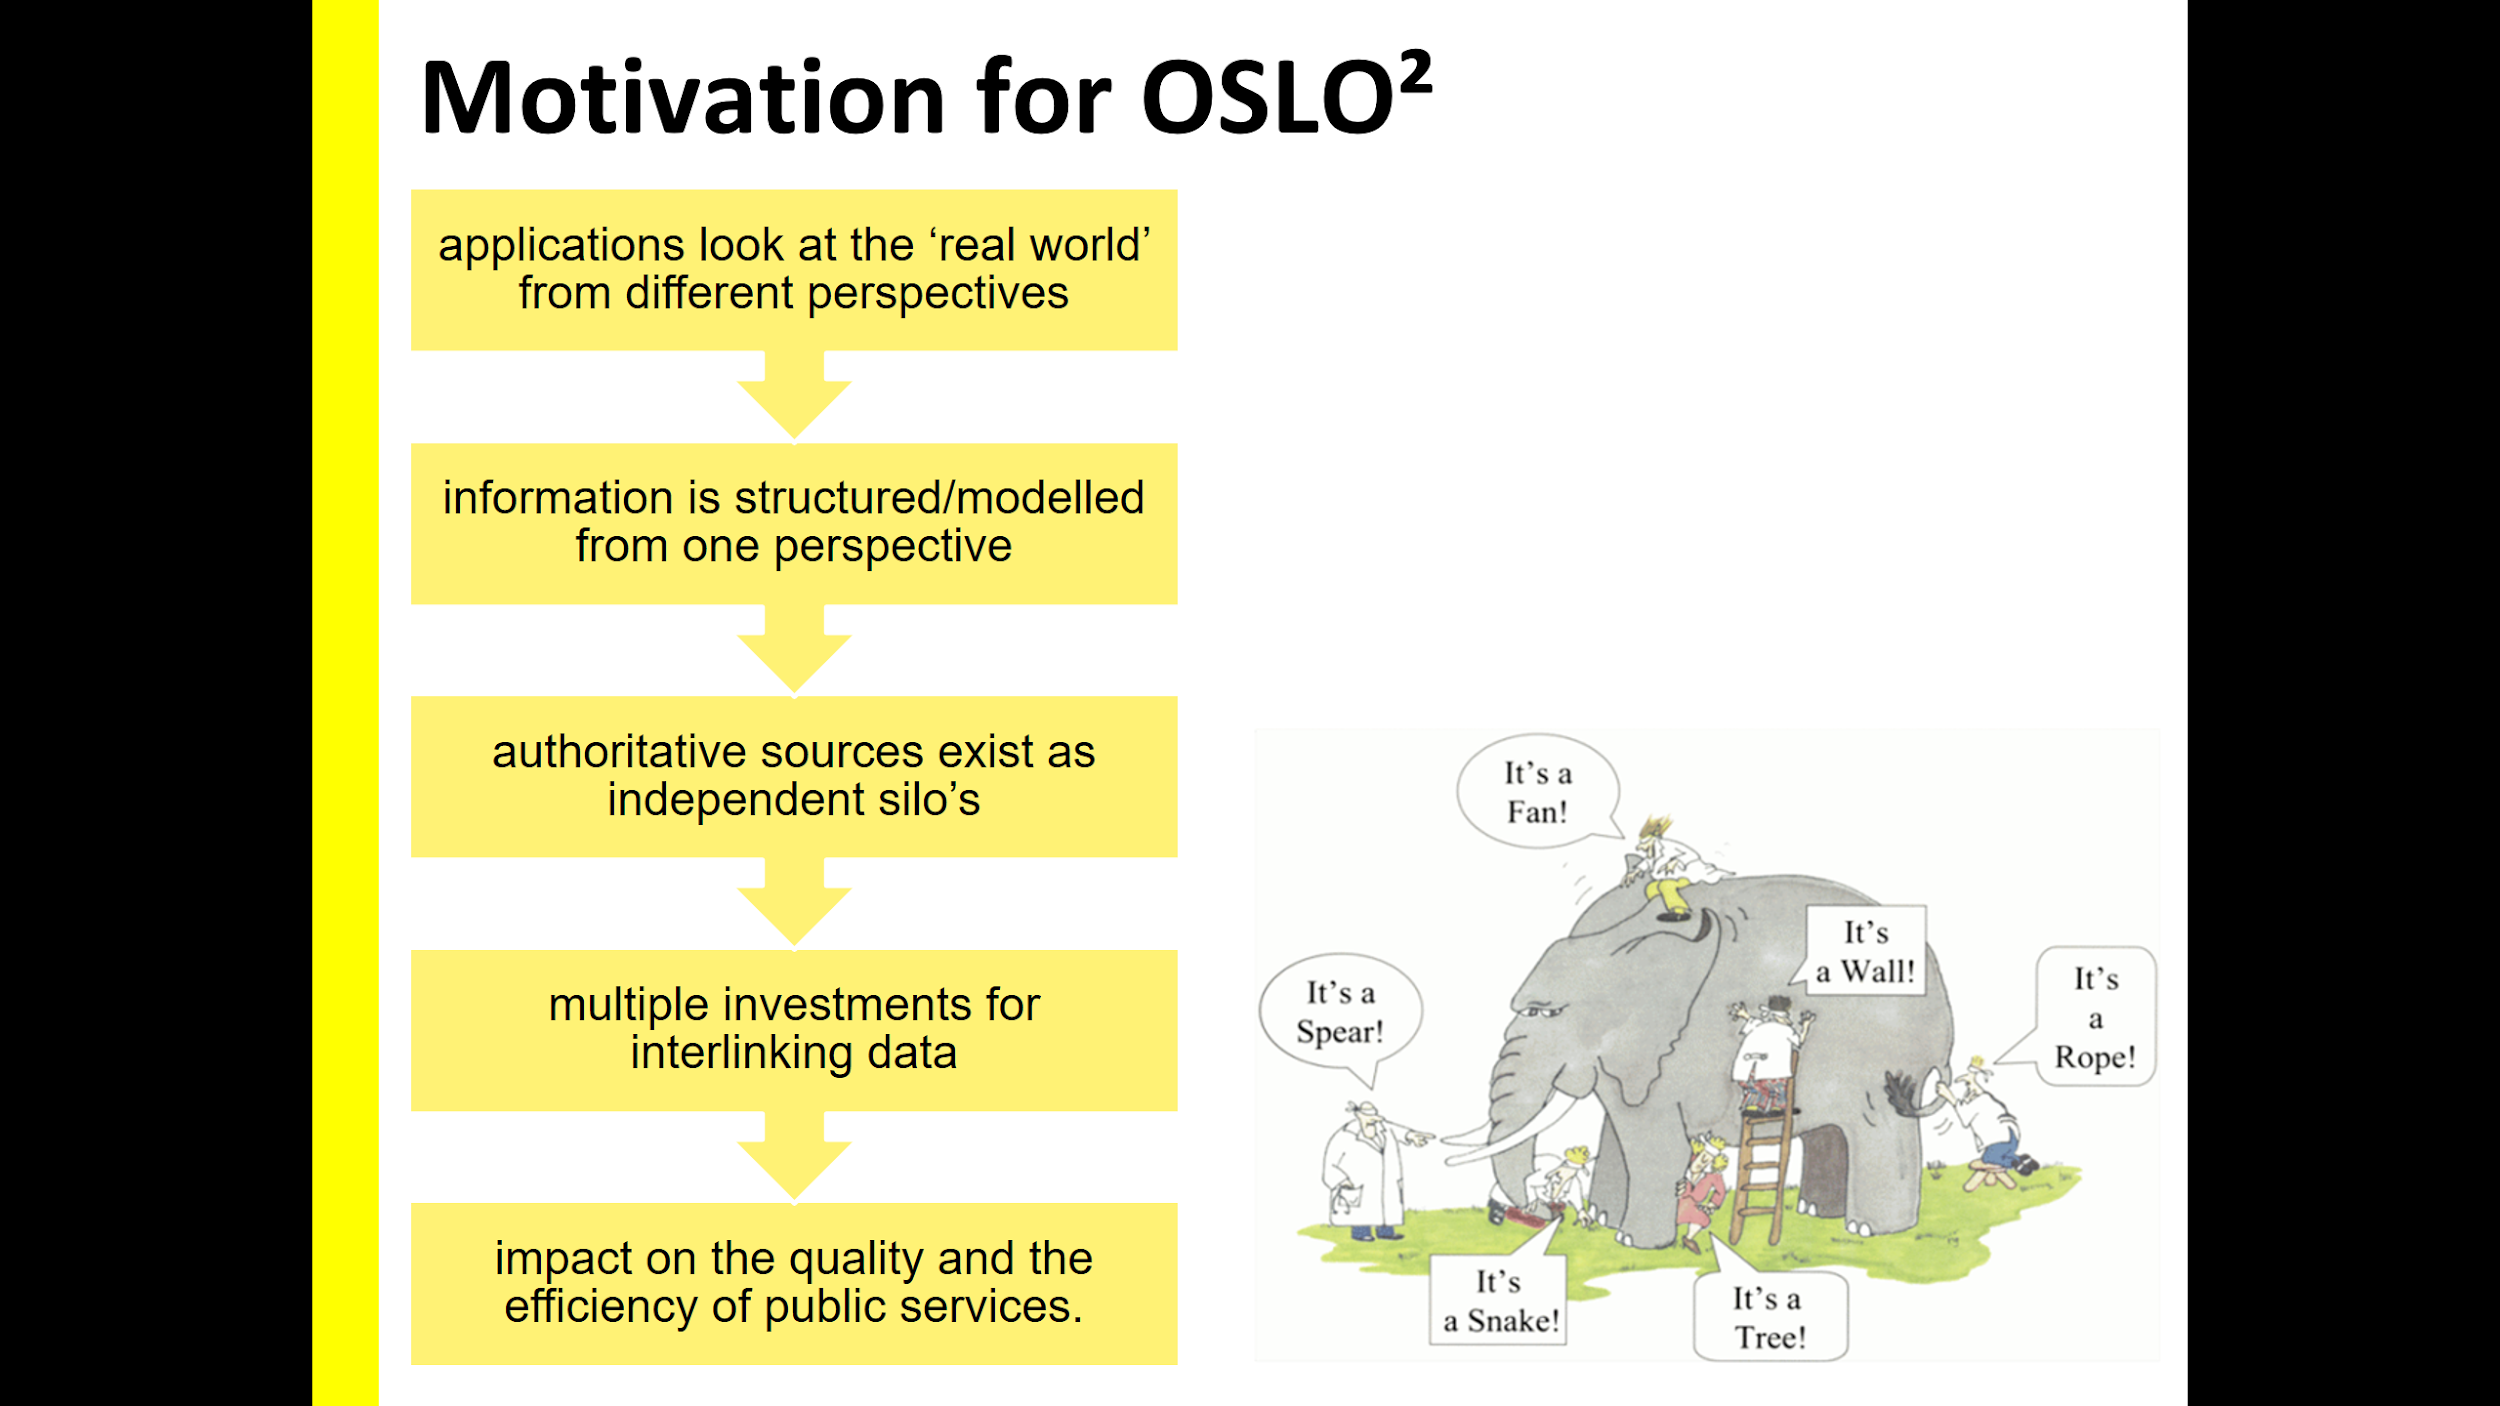 Motivation for OSLO²
applications look at the ‘real world’
from different perspectives
information is structured/modelled
from one perspective
authoritative sources exist as
independent silo’s
multiple investments for
interlinking data
impact on the quality and the
efficiency of public services.
It’s a
Fan!
It’s
a Wall!
It’s
a
Rope!
It’s a
Spear!
It’s
a Snake!
It’s a
Tree!